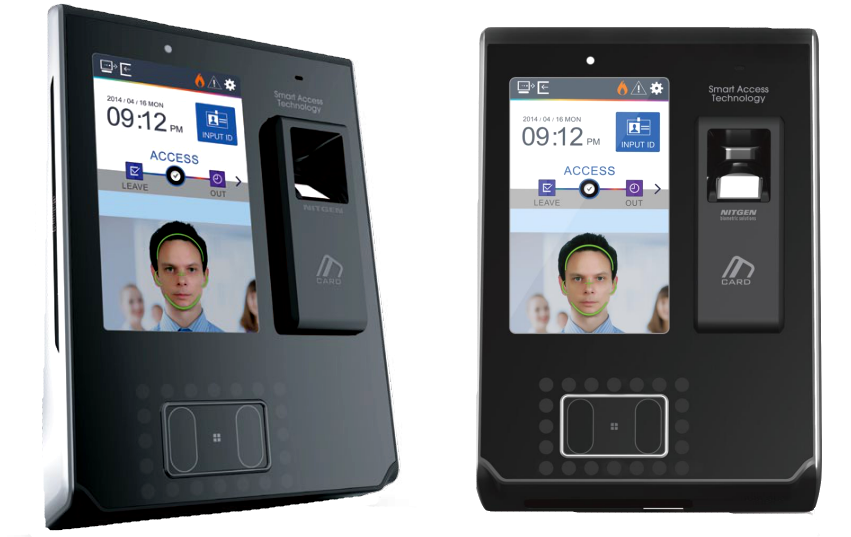 2014 / 04 / 16 MON
09:12 PM
INPUT ID
ACCESS
LEAVE
OUT
Smart Access
Technology
NITGEN
CARD
2014 / 04 / 16 MON
09:12 PM
INPUT ID
ACCESS
LEAVE
OUT
Smart Access
Technology
NITGEN
biometric solutions
CARD